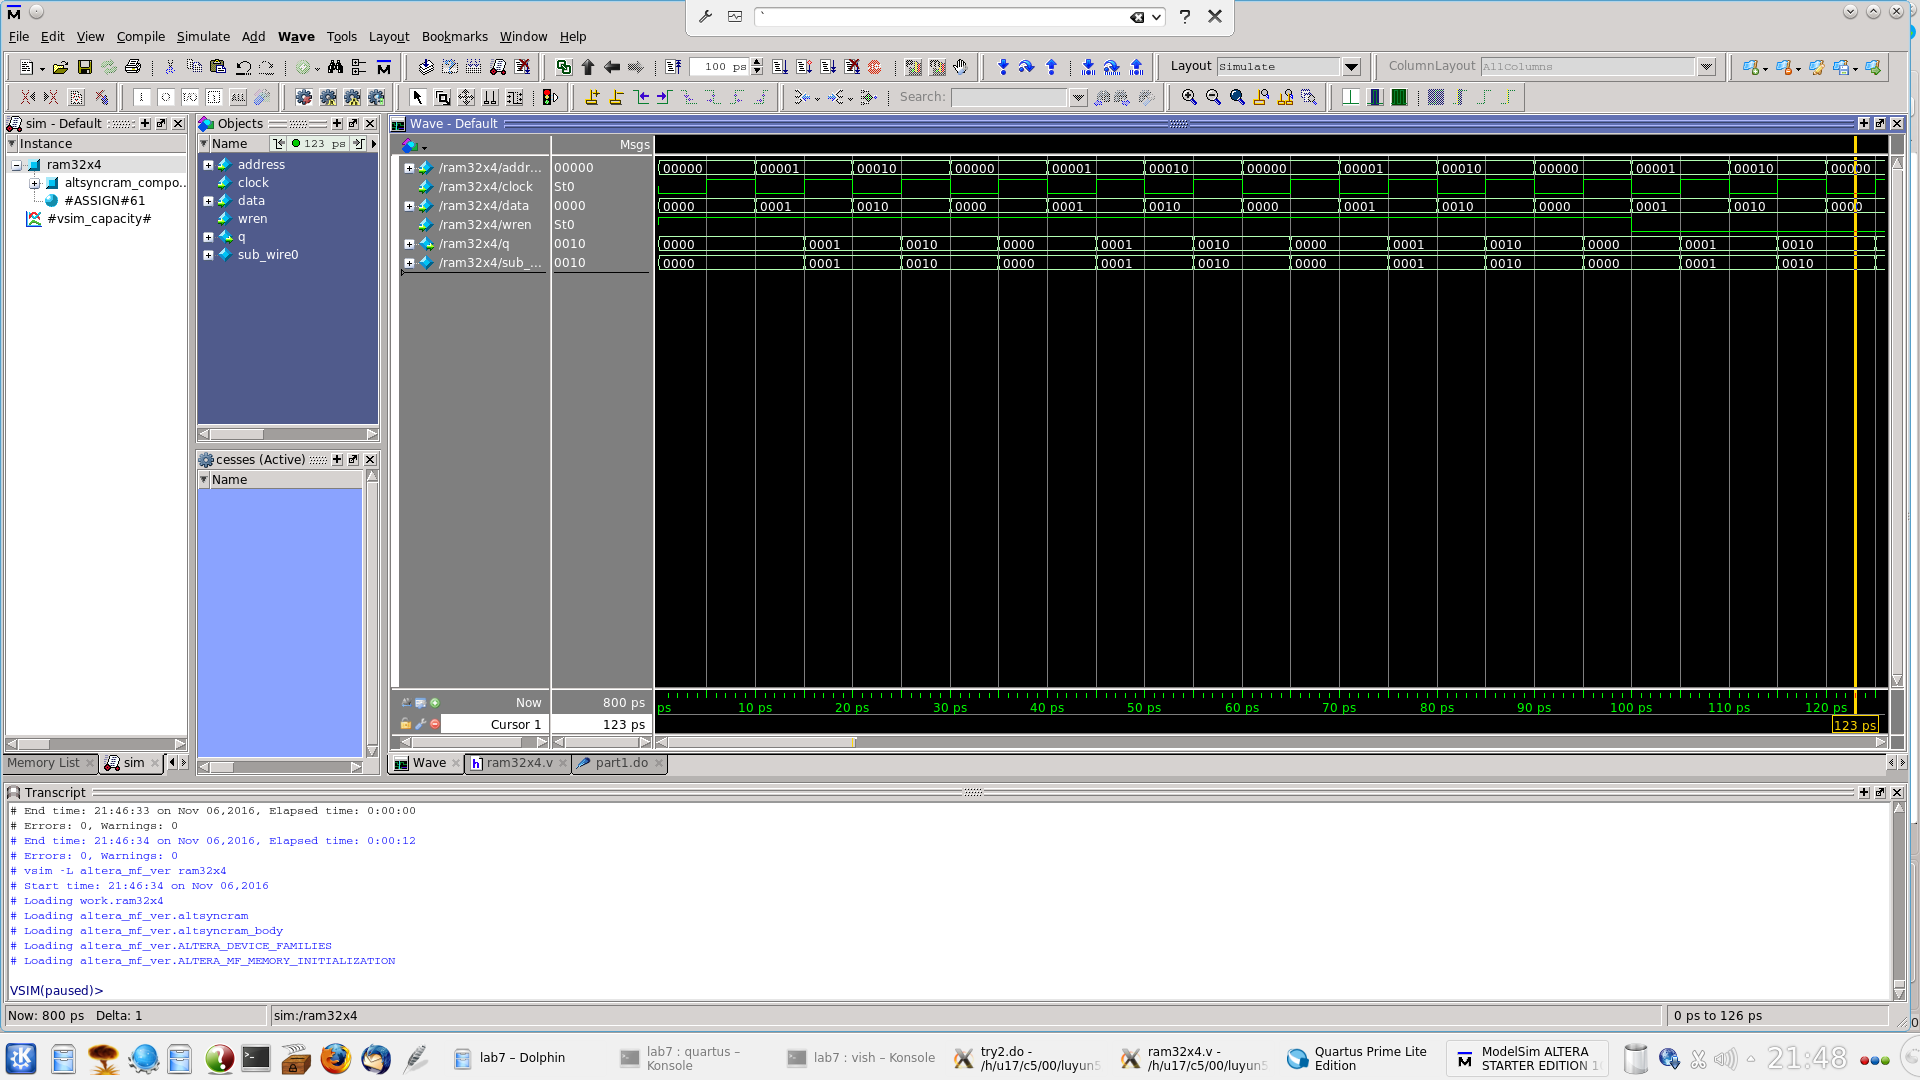 `
File Edit View Compile Simulate Add Wave Tools Layout Bookmarks Window Help
100 ps
Layout Simulate
ColumnLayout AllColumns
Search:
sim - Default
Instance
ram32x4
altsyncram_compo..
#ASSIGN#61
#vsim_capacity#
Memory List
sim
Objects
Name
123 ps
address
clock
data
wren
q
sub_wire0
cesses (Active)
Name
Wave - Default
Msgs
/ram32x4/addr... 00000
/ram32x4/clock St0
/ram32x4/data 0000
/ram32x4/wren St0
/ram32x4/q 0010
/ram32x4/sub_... 0010
00000 00001 00010 00000 00001 00010 00000 00001 00010 00000 00001 00010 00000
0000 0001 0010 0000 0001 0010 0000 0001 0010 0000 0001 0010 0000
0000 0001 0010 0000 0001 0010 0000 0001 0010 0000 0001 0010
0000 0001 0010 0000 0001 0010 0000 0001 0010 0000 0001 0010
Now 800 ps
Cursor 1 123 ps
ps 10 ps 20 ps 30 ps 40 ps 50 ps 60 ps 70 ps 80 ps 90 ps 100 ps 110 ps 120 ps
123 ps
Wave
ram32x4.v
part1.do
Transcript
# End time: 21:46:33 on Nov 06,2016, Elapsed time: 0:00:00
# Errors: 0, Warnings: 0
# End time: 21:46:34 on Nov 06,2016, Elapsed time: 0:00:12
# Errors: 0, Warnings: 0
# vsim -L altera_mf_ver ram32x4
# Start time: 21:46:34 on Nov 06,2016
# Loading work.ram32x4
# Loading altera_mf_ver.altsyncram
# Loading altera_mf_ver.altsyncram_body
# Loading altera_mf_ver.ALTERA_DEVICE_FAMILIES
# Loading altera_mf_ver.ALTERA_MF_MEMORY_INITIALIZATION
VSIM(paused)>
Now: 800 ps Delta: 1
sim:/ram32x4
0 ps to 126 ps
lab7 – Dolphin
lab7 : quartus –
Konsole
lab7 : vish – Konsole
try2.do -
/h/u17/c5/00/luyun
ram32x4.v -
/h/u17/c5/00/luyun
Quartus Prime Lite
Edition
ModelSim ALTERA
STARTER EDITION
21:48